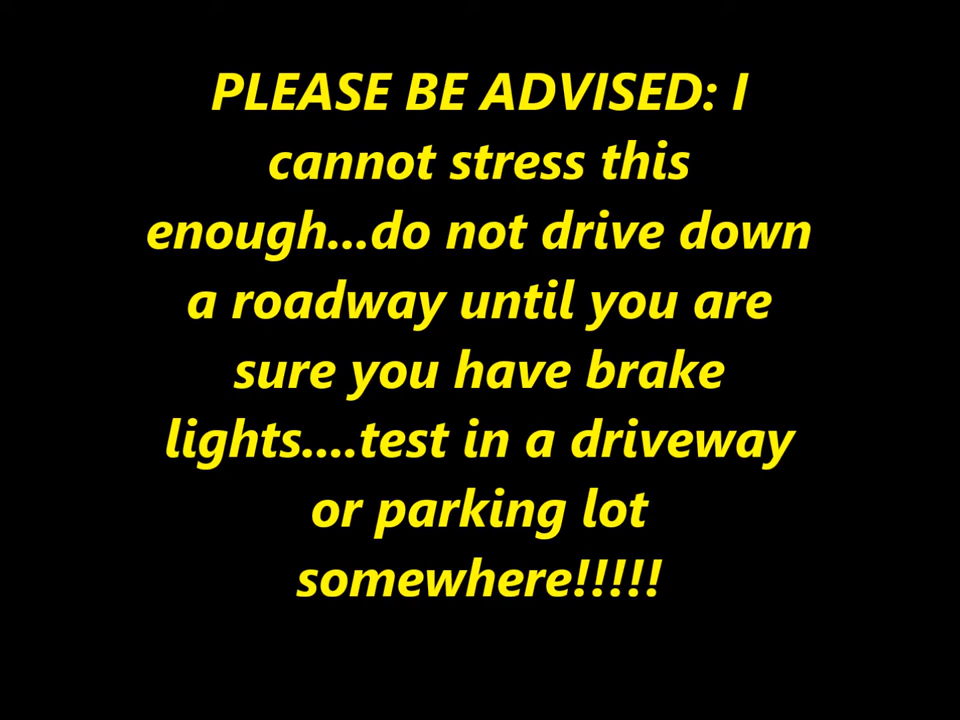 PLEASE BE ADVISED: I
cannot stress this
enough...do not drive down
a roadway until you are
sure you have brake
lights....test in a driveway
or parking lot
somewhere!!!!!